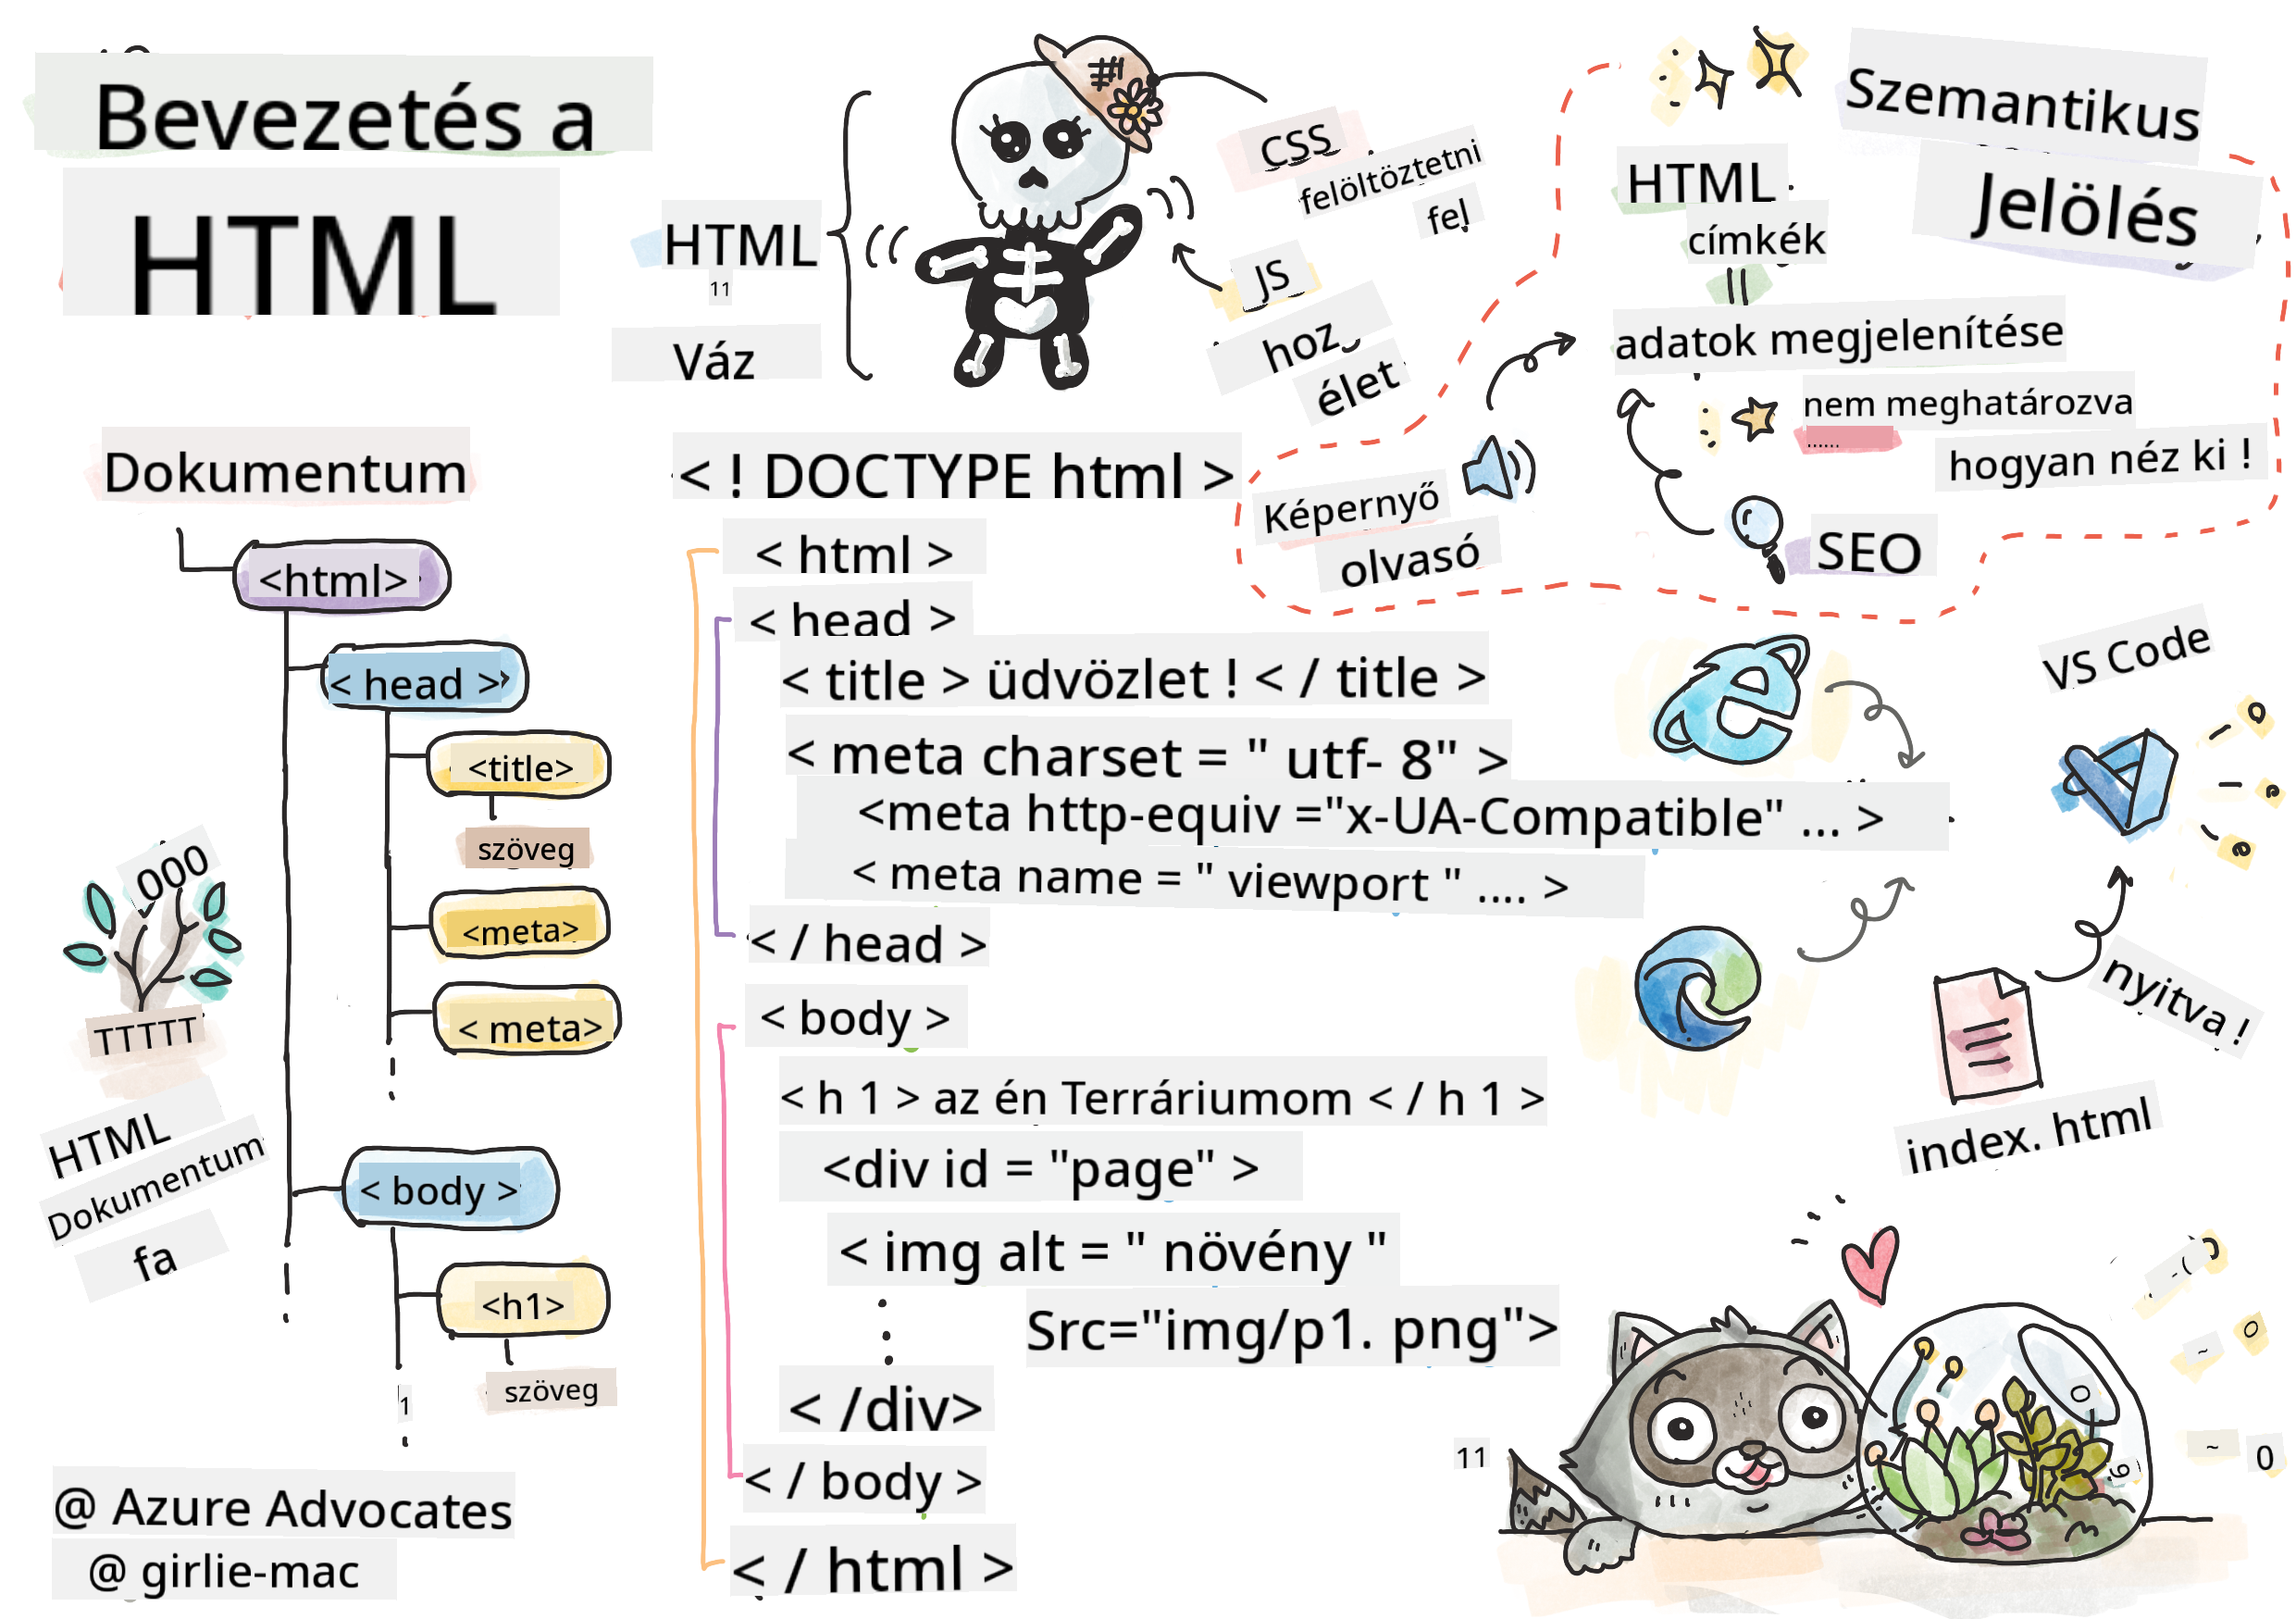 Bevezetés a
HTML
HTML
11
Váz
CSS
felöltöztetni
fel
JS
hoz
élet
Szemantikus
Jelölés
HTML
címkék
||
adatok megjelenítése
nem meghatározva
......
hogyan néz ki !
Képernyő
olvasó
SEO
Dokumentum
<html>
< head >
<title>
szöveg
<meta>
< meta>
< body >
<h1>
szöveg
1
000
TTTTT
HTML
Dokumentum
fa
< ! DOCTYPE html >
< html >
< head >
< title > üdvözlet ! < / title >
< meta charset = " utf- 8" >
<meta http-equiv ="x-UA-Compatible" ... >
< meta name = " viewport " .... >
< / head >
< body >
< h 1 > az én Terráriumom < / h 1 >
<div id = "page" >
< img alt = " növény "
Src="img/p1. png">
< /div>
< / body >
< / html >
VS Code
nyitva !
index. html
11
~
~ 0
@ Azure Advocates
@ girlie-mac